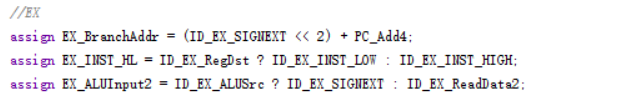 //EX
assign EX_BranchAddr = (ID_EX_SIGNEXT << 2) + PC_Add4;
assign EX_INST_HL = ID_EX_RegDst ? ID_EX_INST_LOW : ID_EX_INST_HIGH;
assign EX_ALUInput2 = ID_EX_ALUSrc ? ID_EX_SIGNEXT : ID_EX_ReadData2;